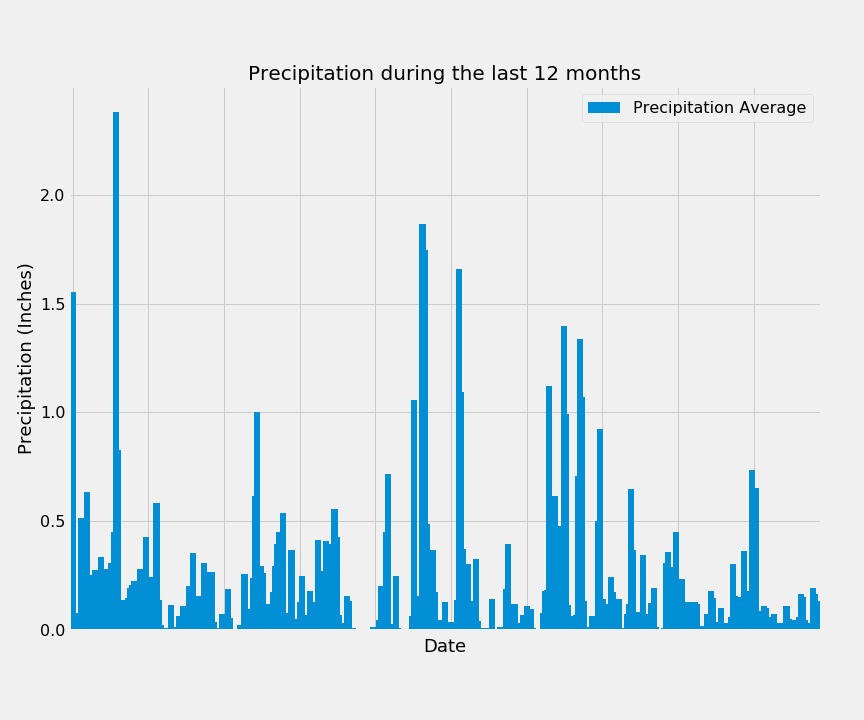 Precipitation during the last 12 months
Precipitation Average
2.0
1.5
1.0
0.5
0.0
Precipitation (Inches)
Date